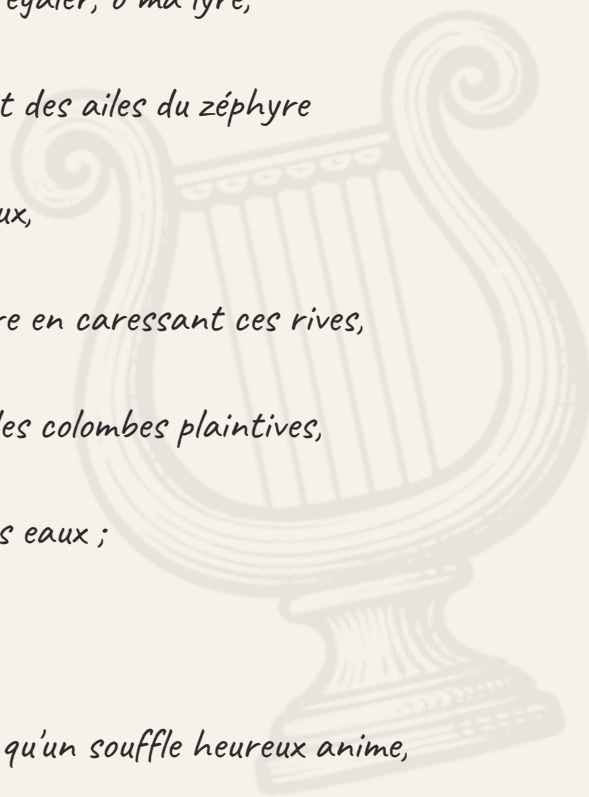 égaler, ô ma lyre,
t des ailes du zéphyre
ux,
re en caressant ces rives,
des colombes plaintives,
s eaux ;
qu'un souffle heureux anime,